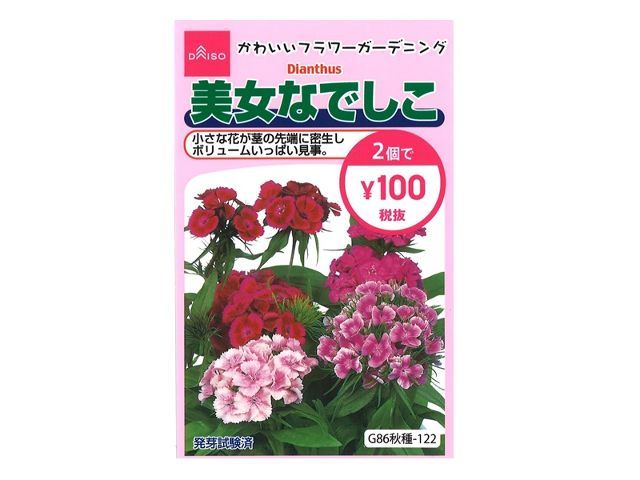 DAISO
かわいいフラワーガーデニング
Dianthus
美女なでしこ
小さな花が茎の先端に密生し
ボリュームいっぱい見事。
2個で
¥100
税抜
発芽試験済
G86秋種-122